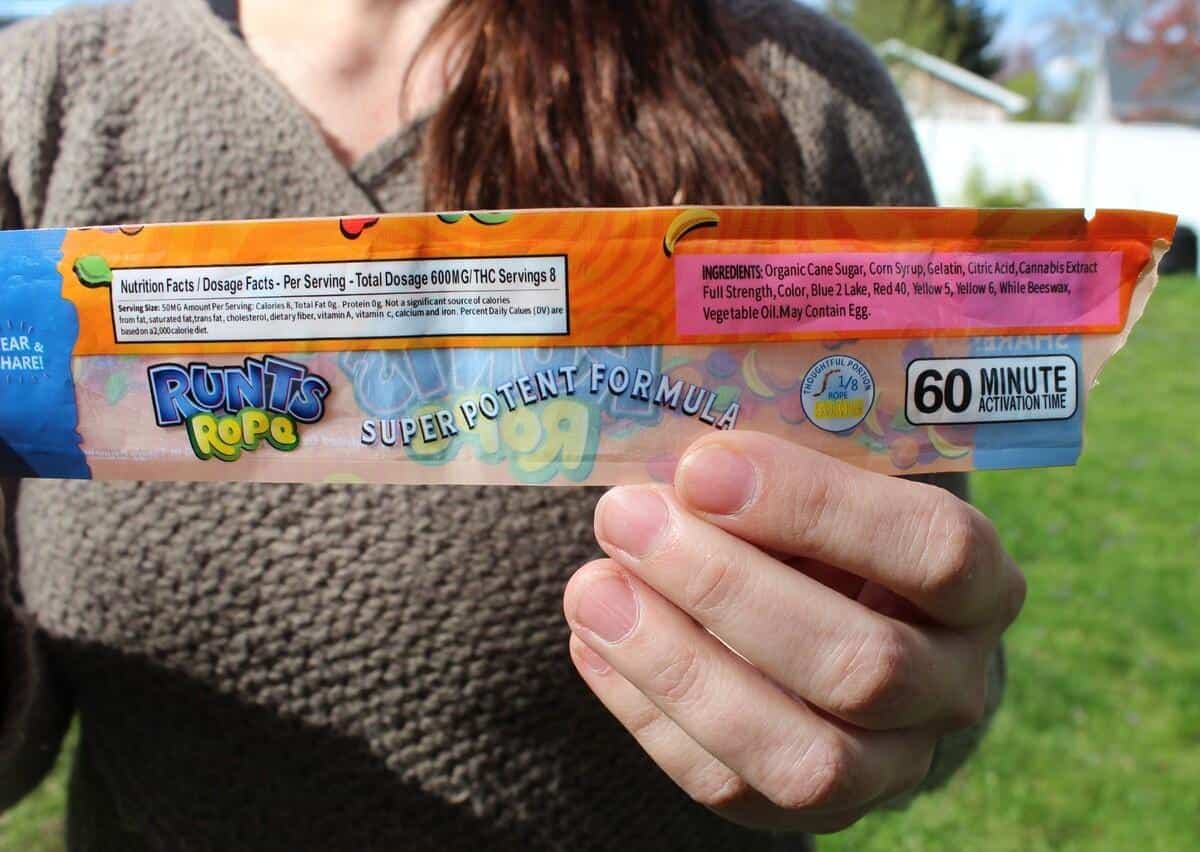 Nutrition Facts / Dosage Facts - Per Serving - Total Dosage 600MG/THC Servings 8
Serving Size: 50MG Amount Per Serving: Calories 8, Total Fat 0g. Protein 0g, Not a significant source of calories
from fat, saturated fat, trans fat, cholesterol, dietary fiber, vitamin A, vitamin c, calcium and iron. Percent Daily Calues (DV) are
based on a 2,000 calorie diet.
INGREDIENTS: Organic Cane Sugar, Corn Syrup, Gelatin, Citric Acid, Cannabis Extract
Full Strength, Color, Blue 2 Lake, Red 40, Yellow 5, Yellow 6, While Beeswax,
Vegetable Oil. May Contain Egg.
EAR &
HARE!
RUNTS
ROPE
SUPER POTENT FORMULA
THOUGHTFUL PORTION
1/8
ROPE
60 MINUTE
ACTIVATION TIME